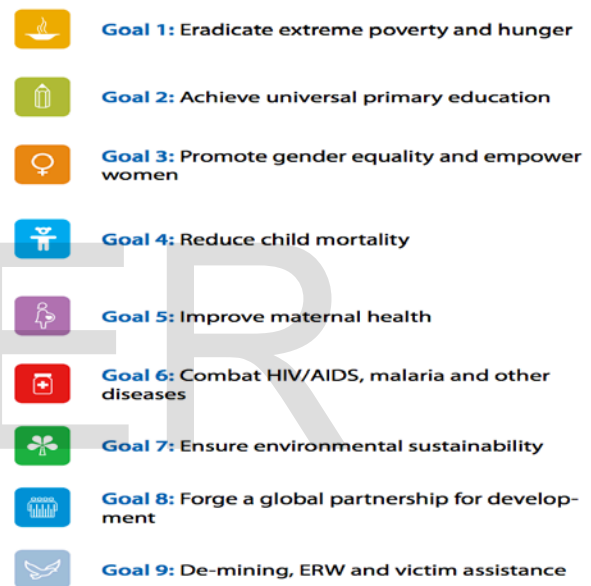 Goal 1: Eradicate extreme poverty and hunger
Goal 2: Achieve universal primary education
Goal 3: Promote gender equality and empower
women
Goal 4: Reduce child mortality
Goal 5: Improve maternal health
Goal 6: Combat HIV/AIDS, malaria and other
diseases
Goal 7: Ensure environmental sustainability
Goal 8: Forge a global partnership for develop-
ment
Goal 9: De-mining, ERW and victim assistance
ER